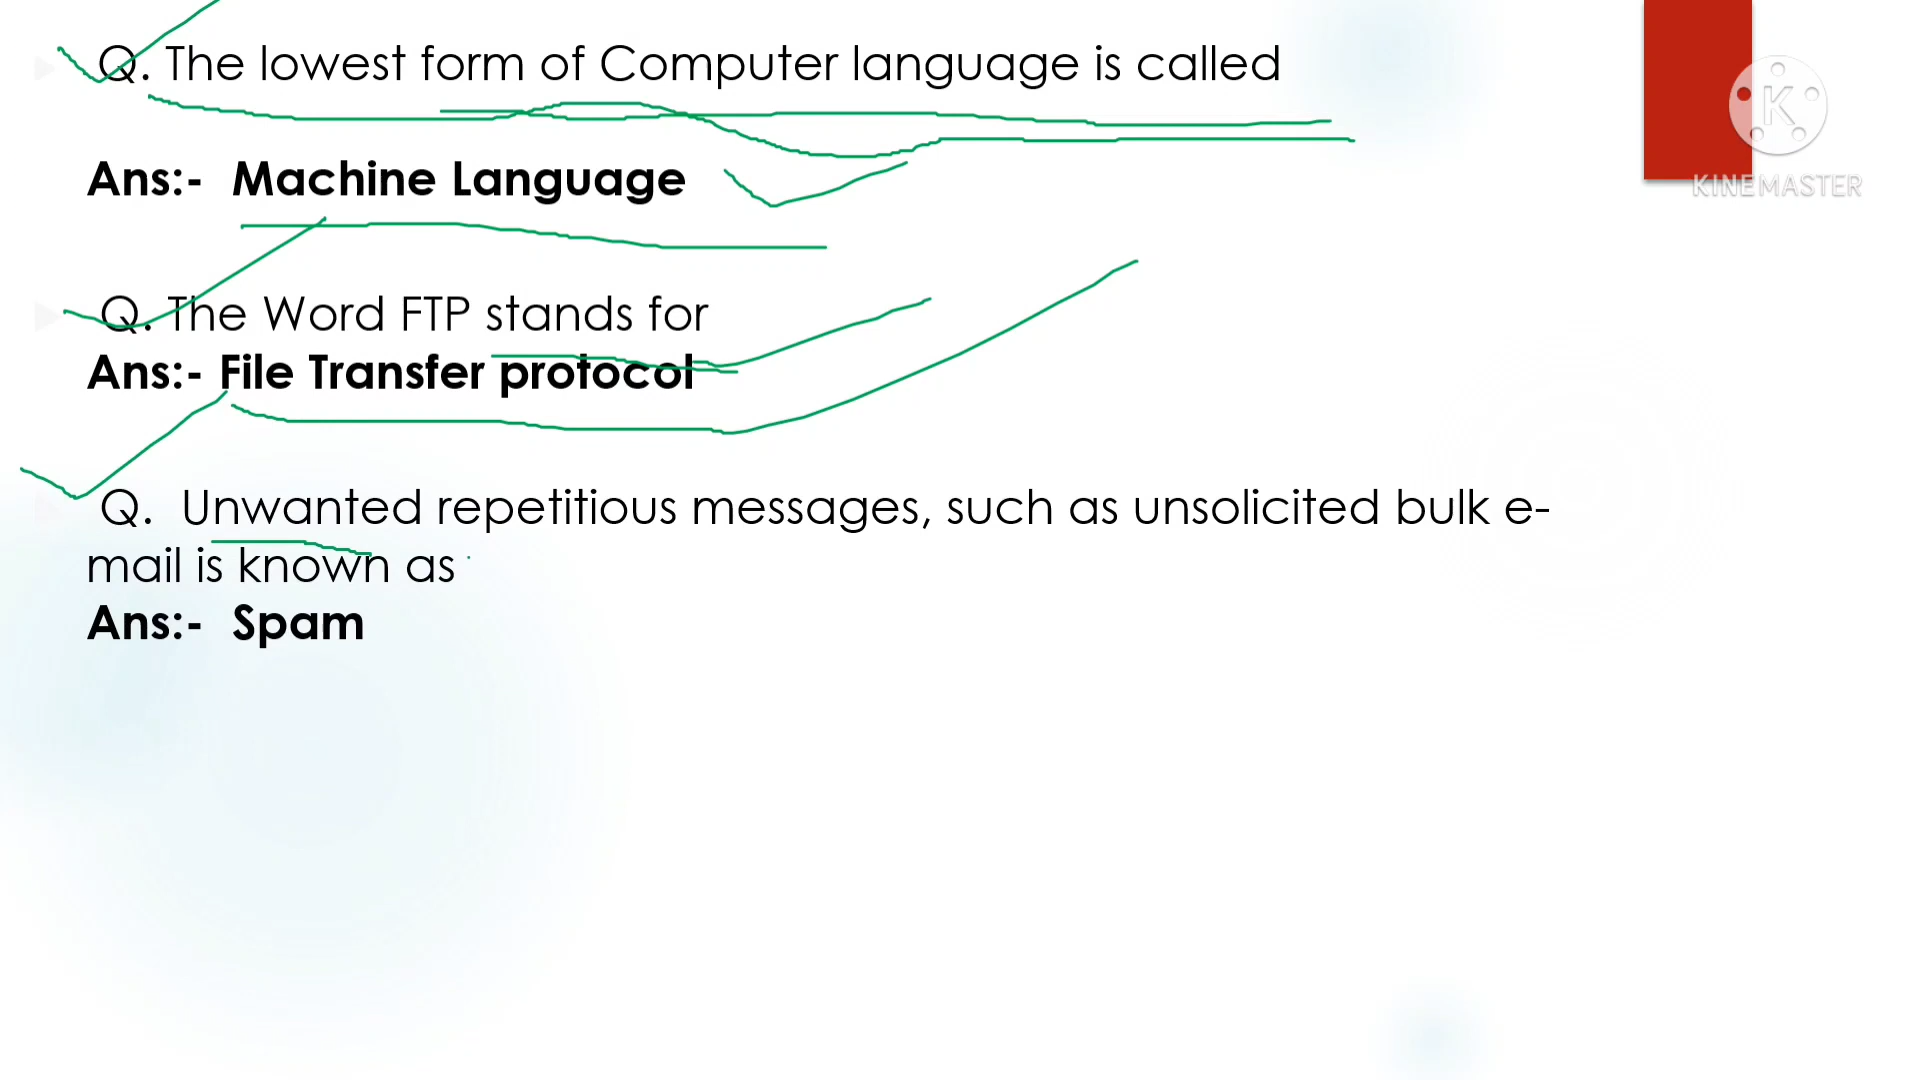 Q. The lowest form of Computer language is called
Ans:- Machine Language
Q. The Word FTP stands for
Ans:- File Transfer protocol
Q. Unwanted repetitious messages, such as unsolicited bulk e-
mail is known as
Ans:- Spam
K
KINEMASTER